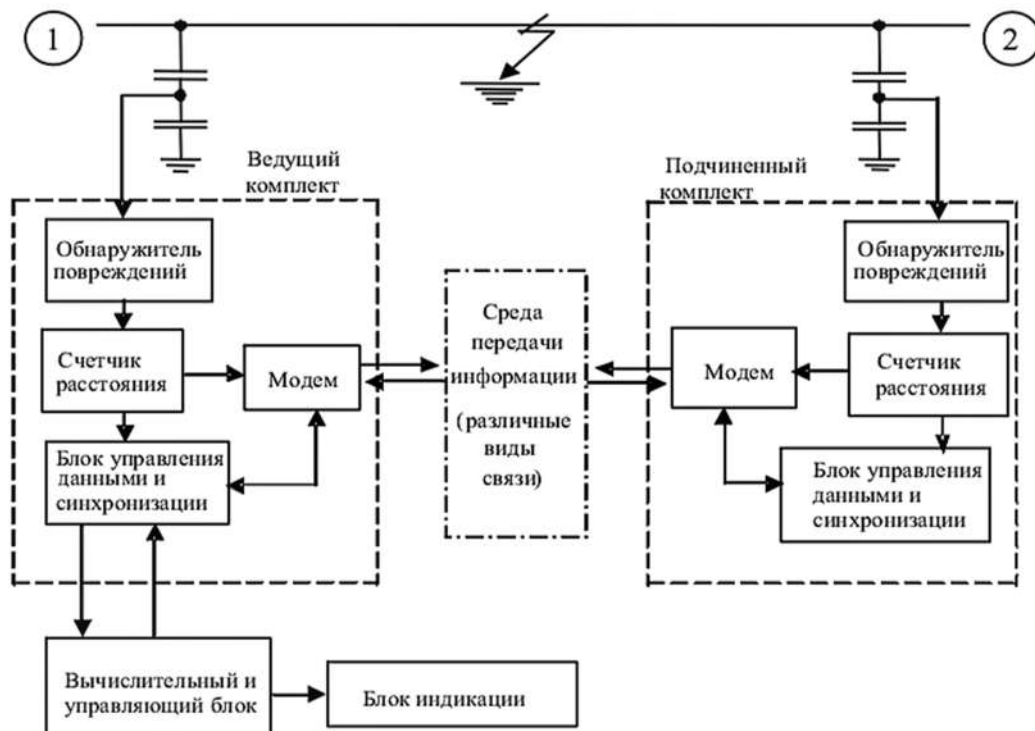 1
2
Ведущий
комплект
Подчиненный
комплект
Обнаружитель
повреждений
Обнаружитель
повреждений
Счетчик
расстояния
Модем
Среда
передачи
информации
(различные
виды
связи)
Модем
Счетчик
расстояния
Блок управления
данными и
синхронизации
Блок управления
данными и
синхронизации
Вычислительный и
управляющий блок
Блок индикации